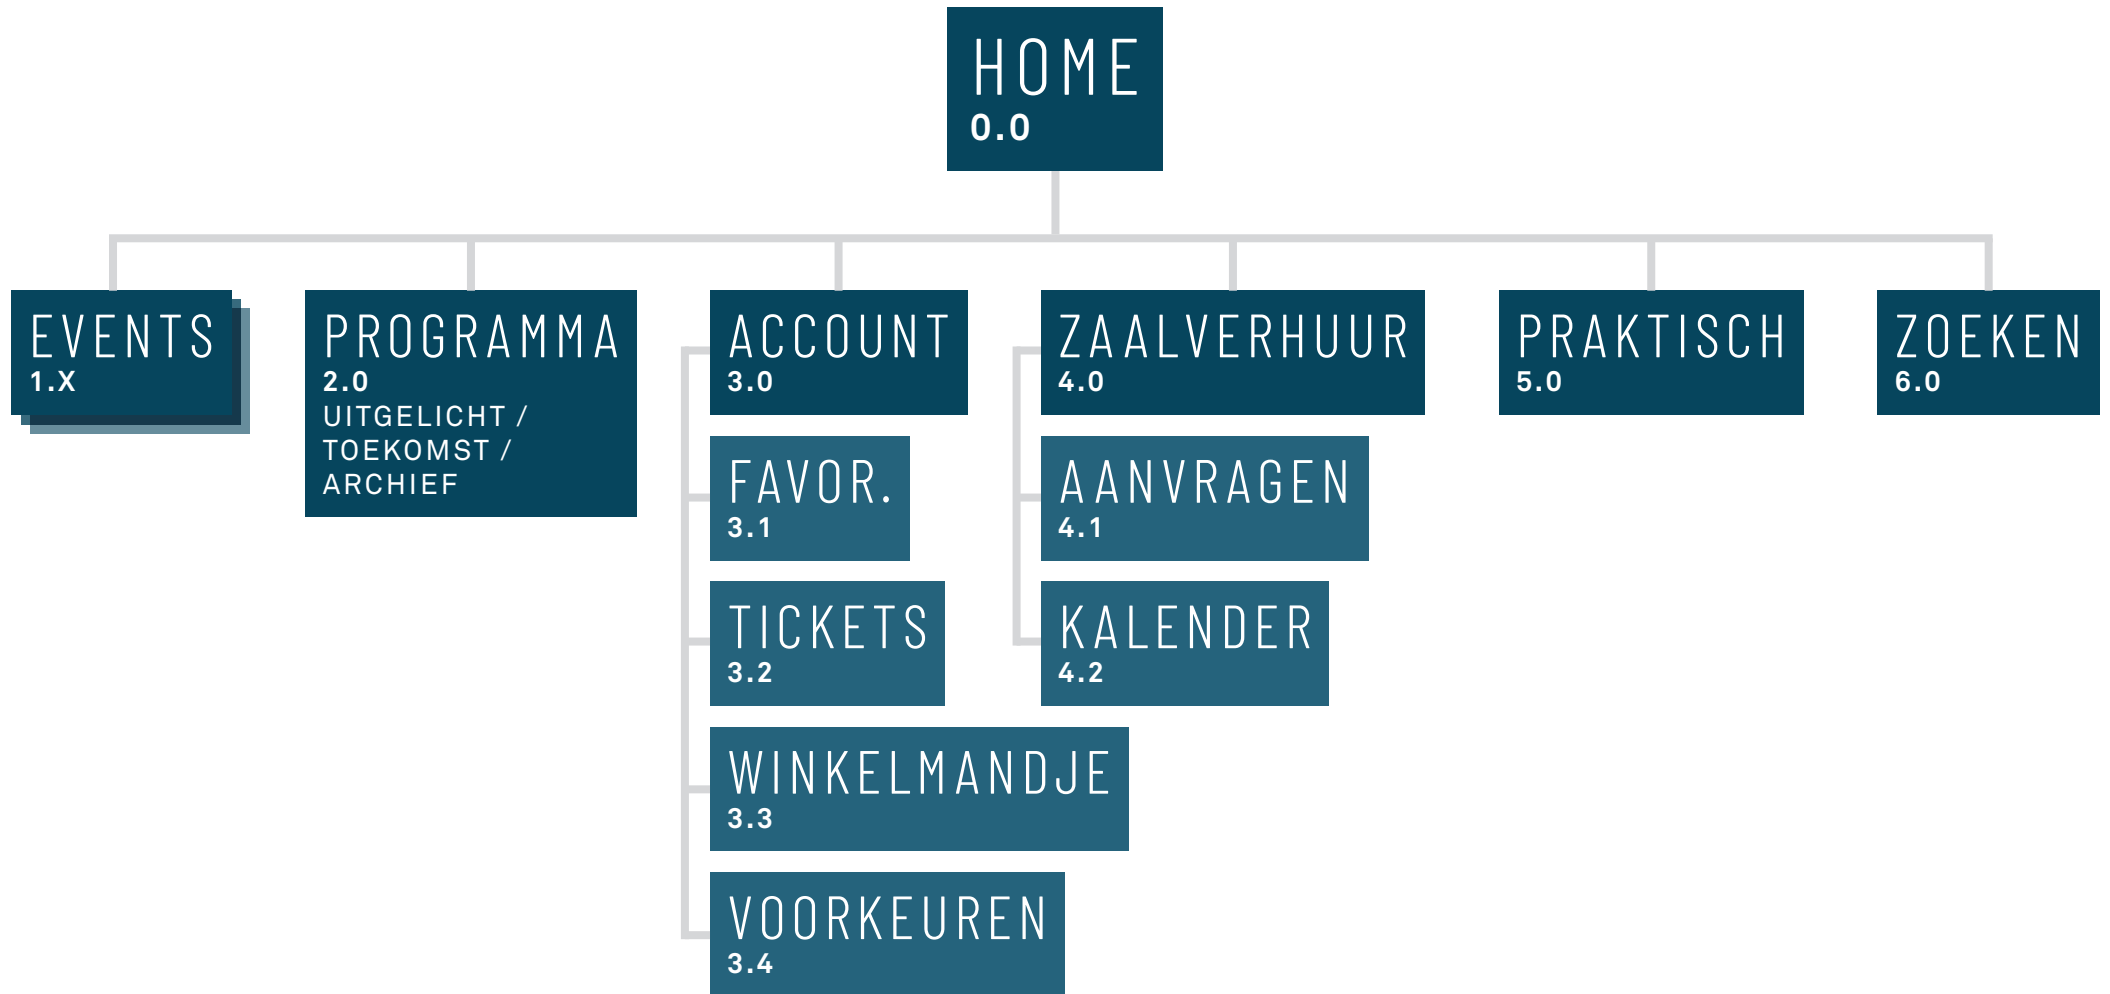 HOME
0.0
EVENTS
1.X
PROGRAMMA
2.0
UITGELICHT /
TOEKOMST /
ARCHIEF
ACCOUNT
3.0
FAVOR.
3.1
TICKETS
3.2
WINKELMANDJE
3.3
VOORKEUREN
3.4
ZAALVERHUUR
4.0
AANVRAGEN
4.1
KALENDER
4.2
PRAKTISCH
5.0
ZOEKEN
6.0